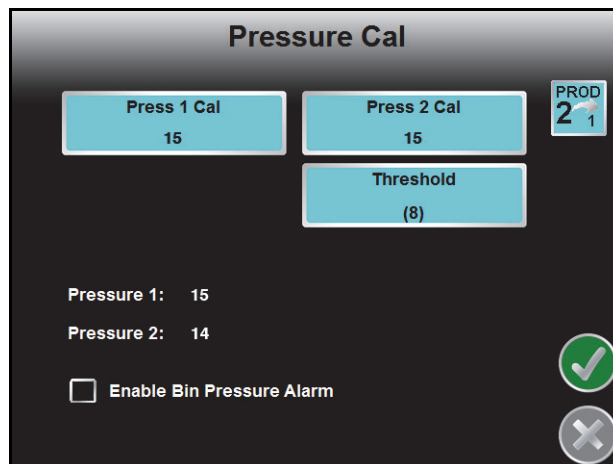 Pressure Cal
Press 1 Cal
15
Press 2 Cal
15
PROD
2 1
Threshold
(8)
Pressure 1: 15
Pressure 2: 14
Enable Bin Pressure Alarm